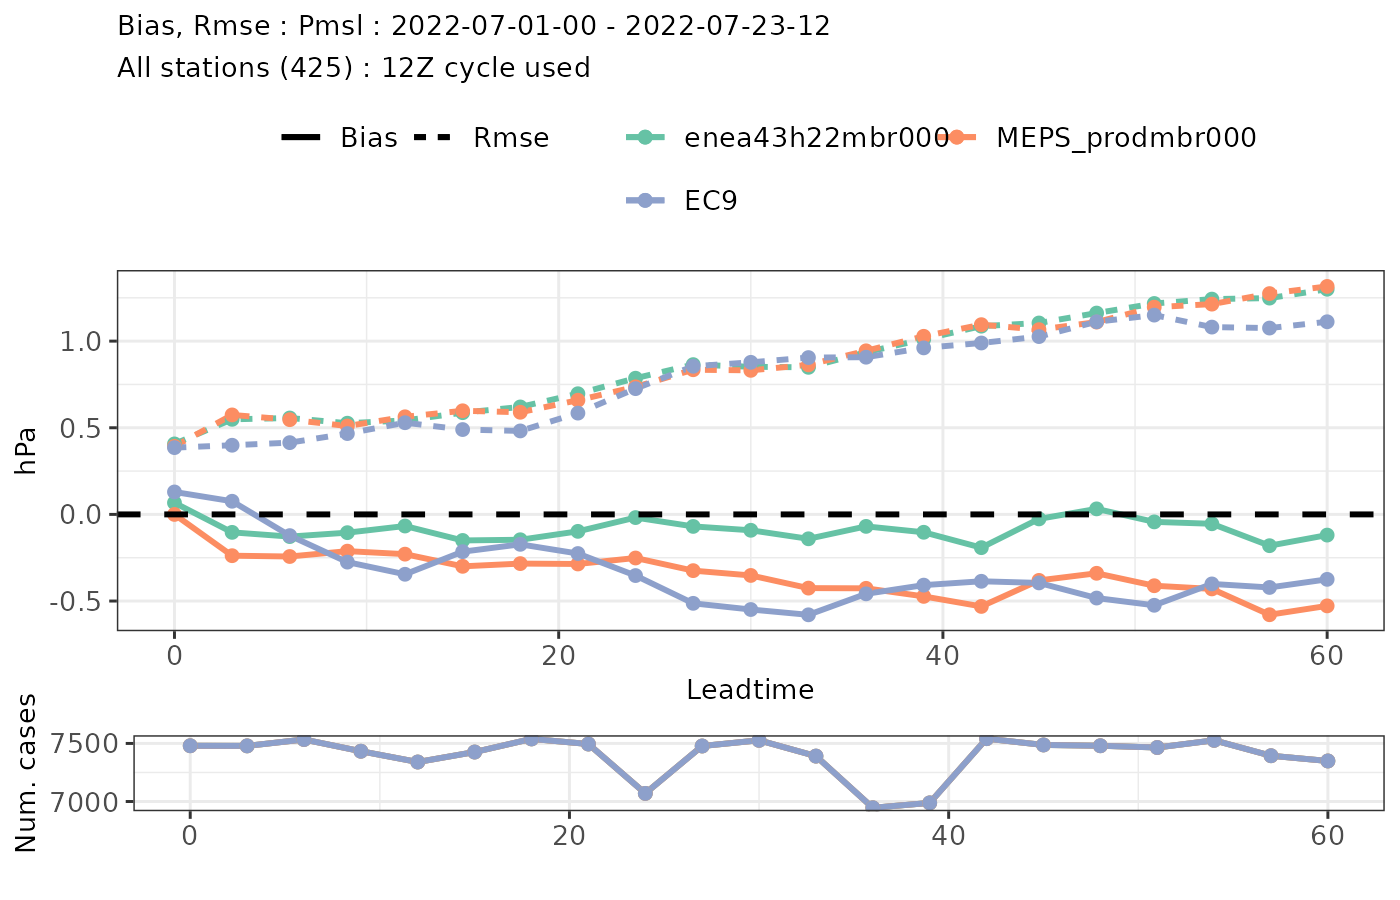 Bias, Rmse : Pmsl : 2022-07-01-00 - 2022-07-23-12
All stations (425) : 12Z cycle used
Bias Rmse enea43h22mbr000 MEPS_prodmbr000
EC9
hPa
1.0
0.5
0.0
-0.5
0 20 40 60
Leadtime
Num. cases
7500
7000
0 20 40 60